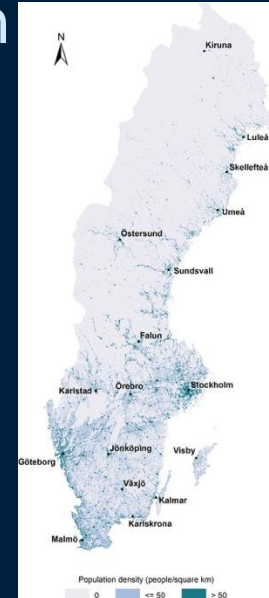 N
Kiruna
Luleå
Skellefteå
Umeå
Östersund
Sundsvall
Falun
Karlstad
Örebro
Stockholm
Göteborg
Jönköping
Visby
Växjö
Kalmar
Karlskrona
Malmö
Population density (people/square km)
0 <= 50 > 50